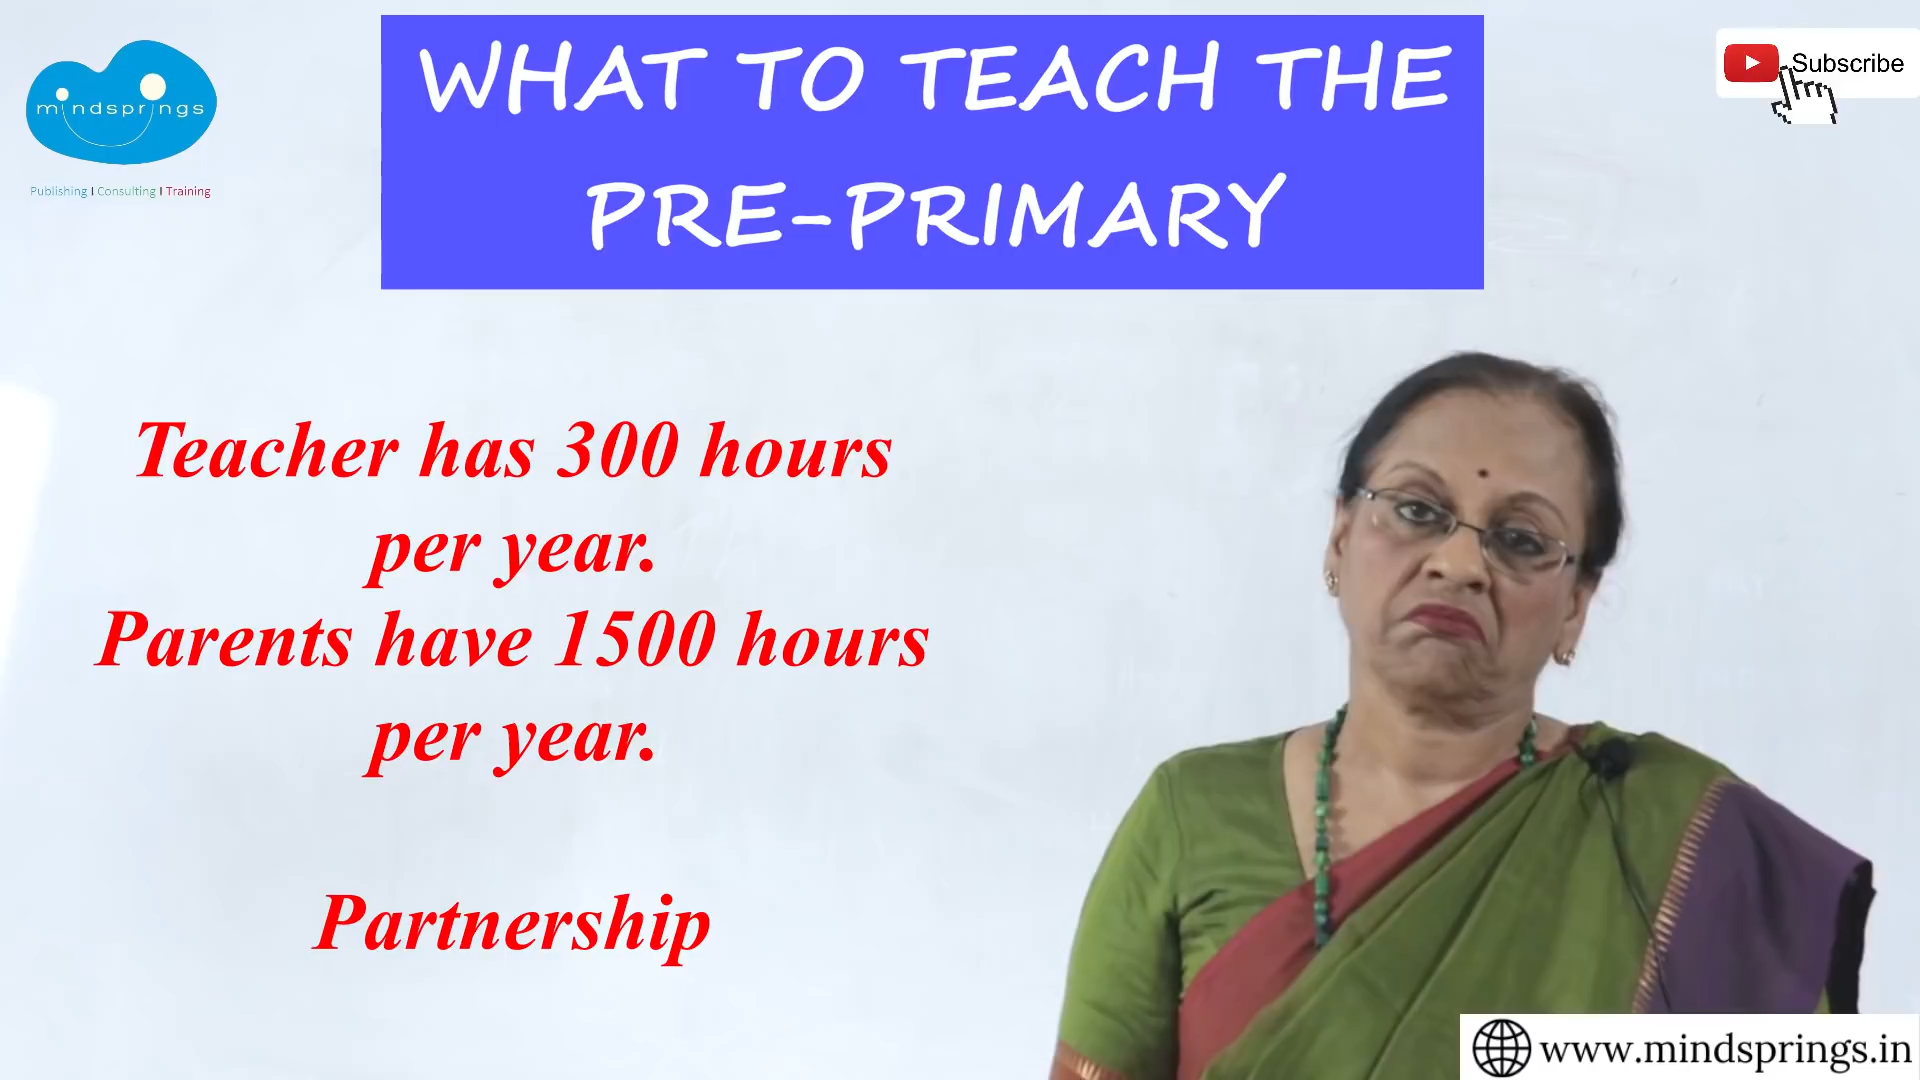 mindsprings
Publishing I Consulting I Training
WHAT TO TEACH THE
PRE-PRIMARY
Subscribe
Teacher has 300 hours
per year.
Parents have 1500 hours
per year.
Partnership
www.mindsprings.in